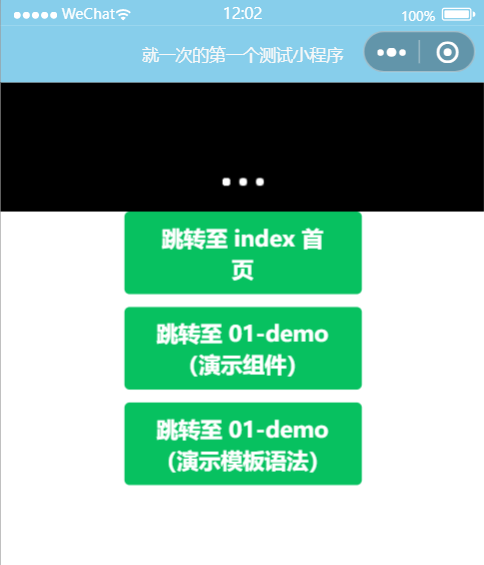 WeChat 12:02 100%
就一次的第一个测试小程序
跳转至 index 首
页
跳转至 01-demo
（演示组件）
跳转至 01-demo
（演示模板语法）